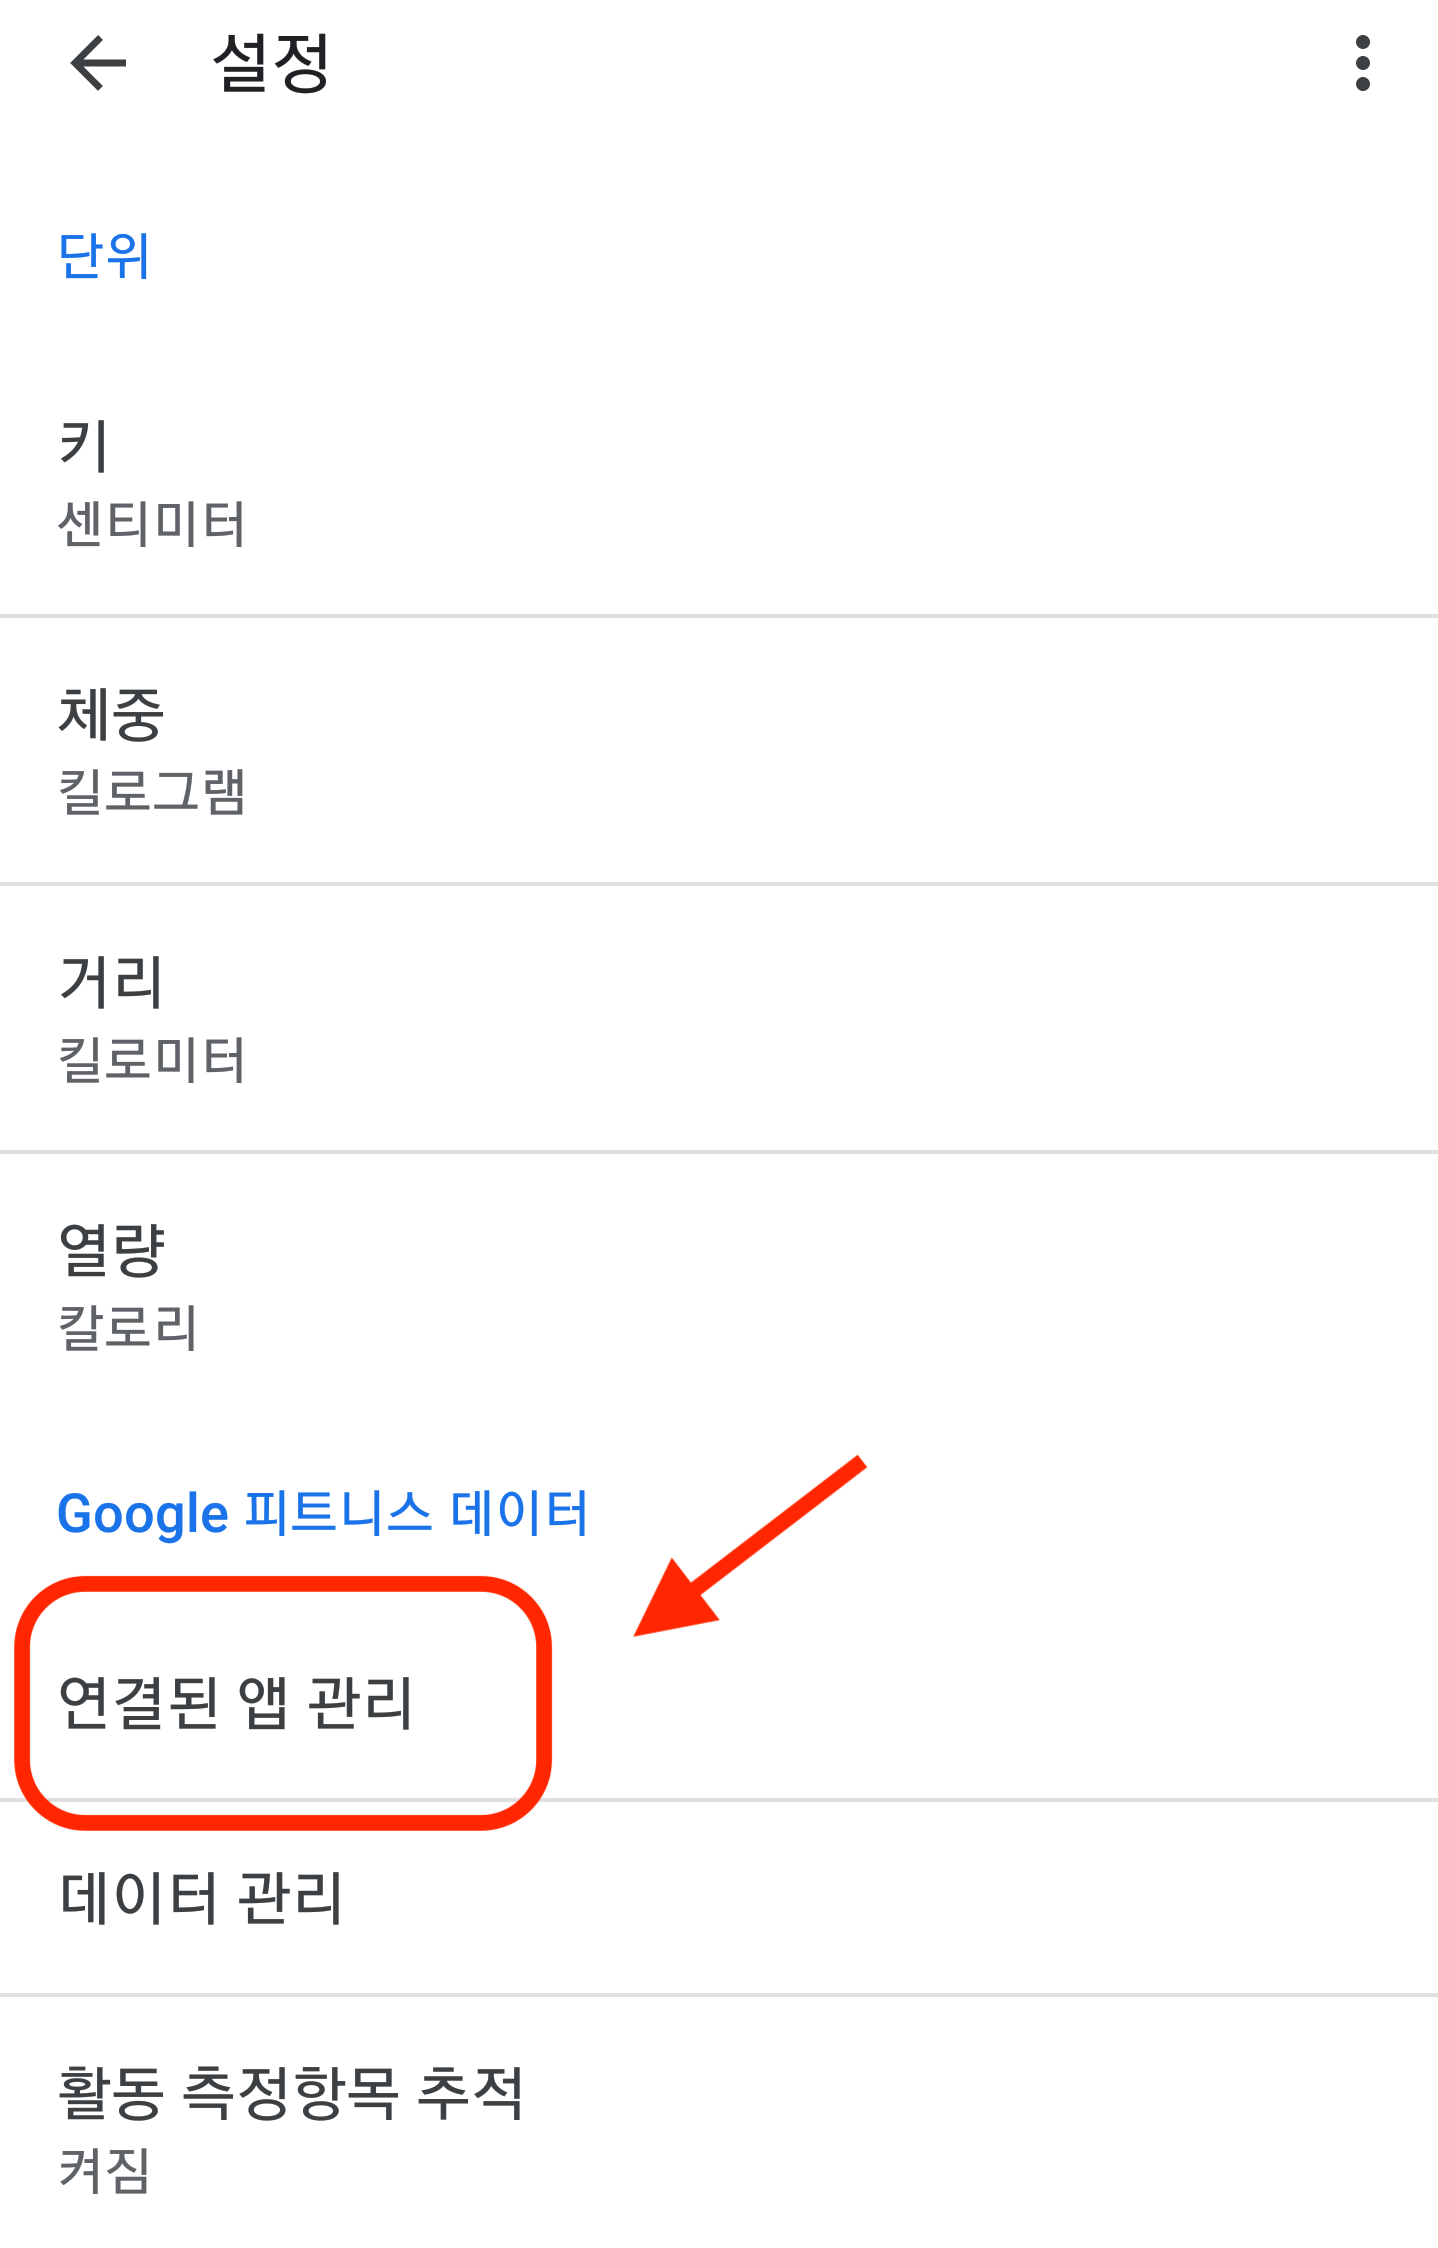 설정
단위
키
센티미터
체중
킬로그램
거리
킬로미터
열량
칼로리
Google 피트니스 데이터
연결된 앱 관리
데이터 관리
활동 측정항목 추적
켜짐